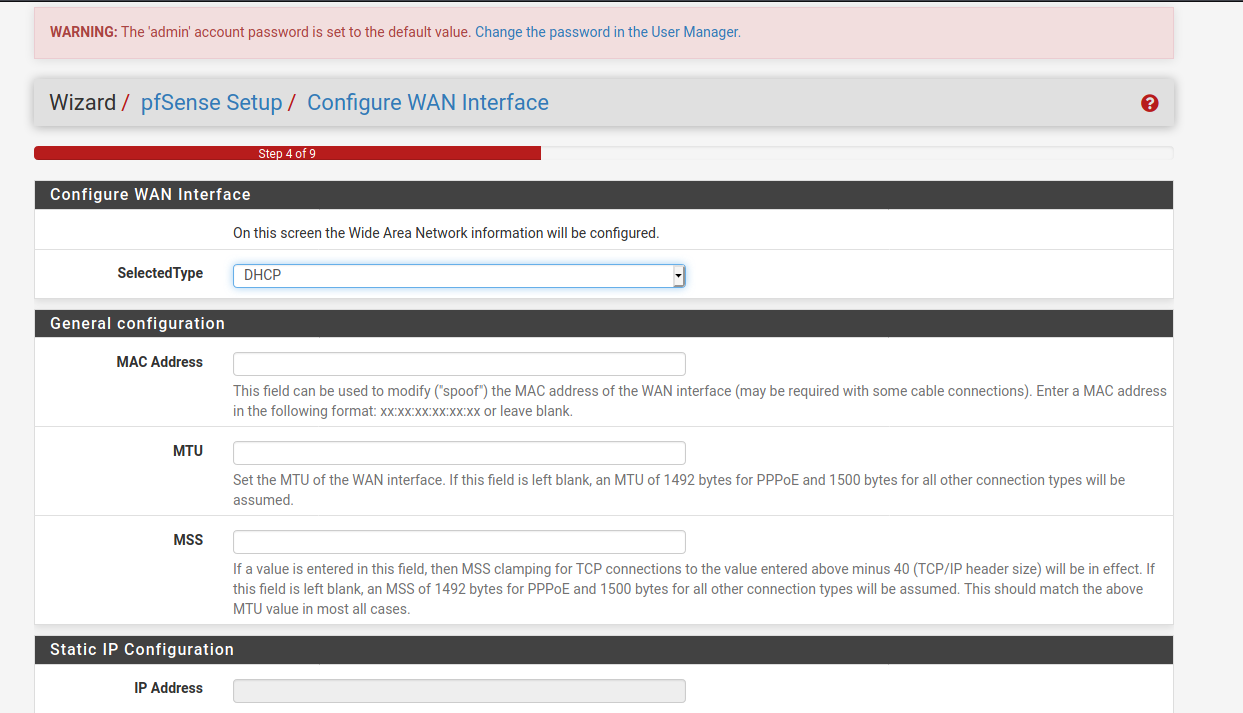 WARNING: The 'admin' account password is set to the default value. Change the password in the User Manager.
Wizard / pfSense Setup / Configure WAN Interface
?
Step 4 of 9
Configure WAN Interface
On this screen the Wide Area Network information will be configured.
SelectedType
DHCP
General configuration
MAC Address
This field can be used to modify ("spoof") the MAC address of the WAN interface (may be required with some cable connections). Enter a MAC address
in the following format: xx:xx:xx:xx:xx:xx or leave blank.
MTU
Set the MTU of the WAN interface. If this field is left blank, an MTU of 1492 bytes for PPPoE and 1500 bytes for all other connection types will be
assumed.
MSS
If a value is entered in this field, then MSS clamping for TCP connections to the value entered above minus 40 (TCP/IP header size) will be in effect. If
this field is left blank, an MSS of 1492 bytes for PPPoE and 1500 bytes for all other connection types will be assumed. This should match the above
MTU value in most all cases.
Static IP Configuration
IP Address